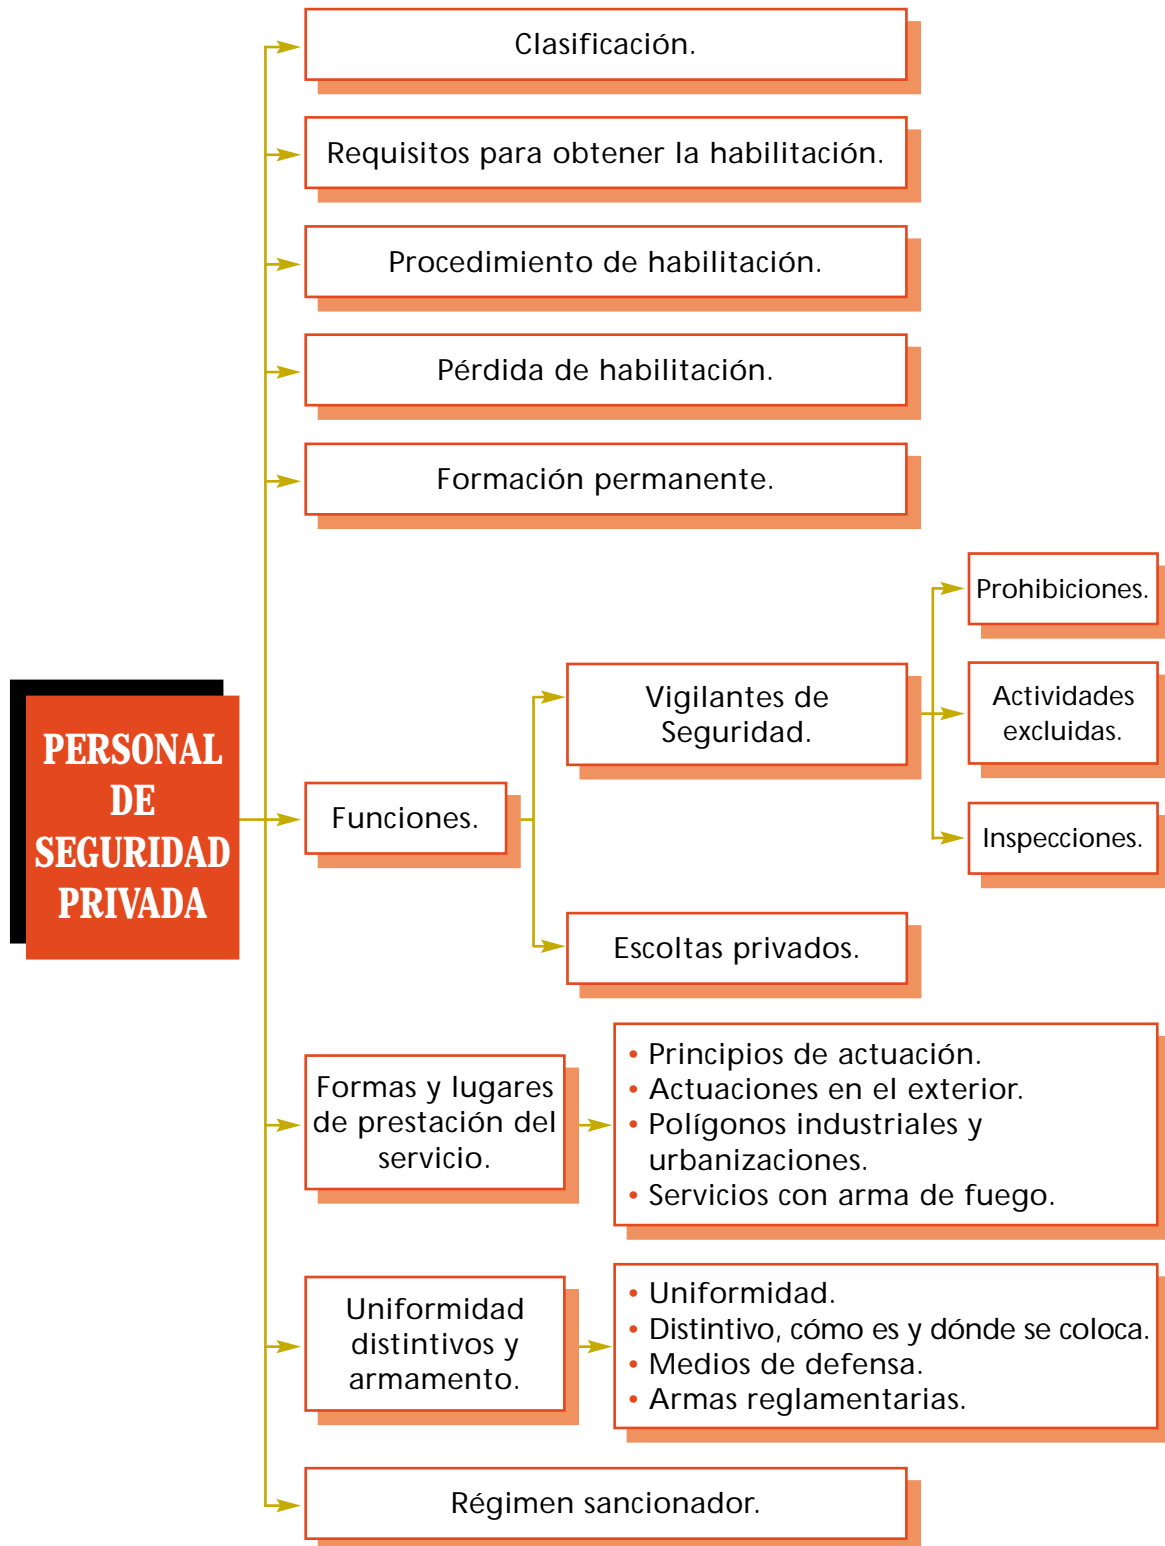 Clasificación.
Requisitos para obtener la habilitación.
Procedimiento de habilitación.
Pérdida de habilitación.
Formación permanente.
PERSONAL
DE
SEGURIDAD
PRIVADA
Funciones.
Vigilantes de
Seguridad.
Prohibiciones.
Actividades
excluidas.
Inspecciones.
Escoltas privados.
Formas y lugares
de prestación del
servicio.
• Principios de actuación.
• Actuaciones en el exterior.
• Polígonos industriales y
urbanizaciones.
• Servicios con arma de fuego.
Uniformidad
distintivos y
armamento.
• Uniformidad.
• Distintivo, cómo es y dónde se coloca.
• Medios de defensa.
• Armas reglamentarias.
Régimen sancionador.